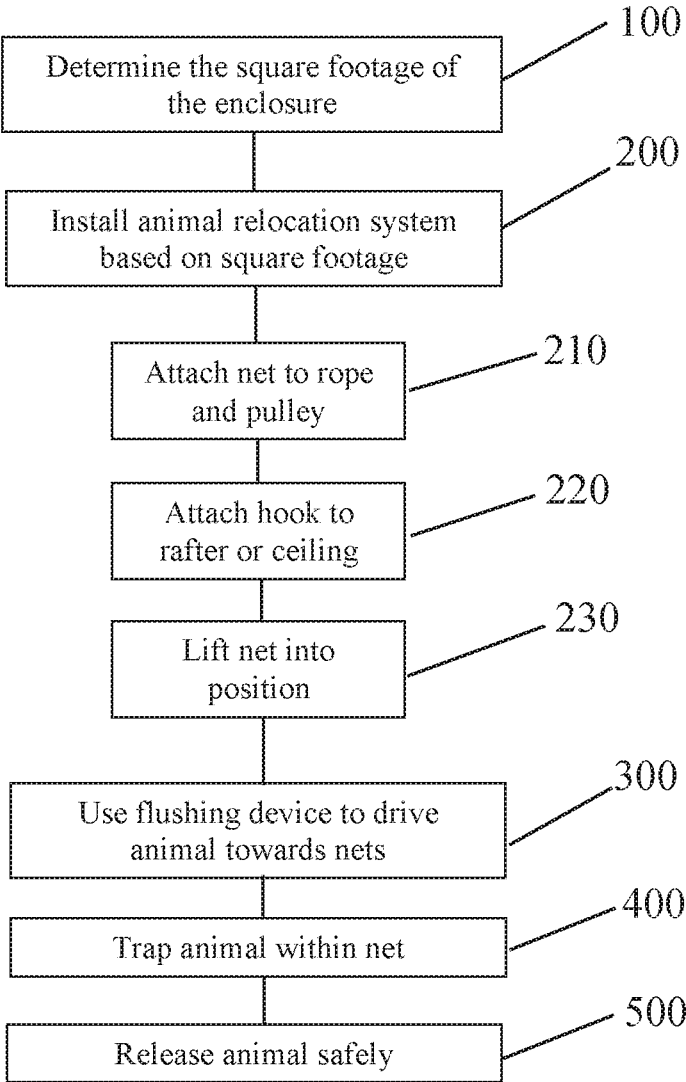 100
Determine the square footage of
the enclosure
200
Install animal relocation system
based on square footage
210
Attach net to rope
and pulley
220
Attach hook to
rafter or ceiling
230
Lift net into
position
300
Use flushing device to drive
animal towards nets
400
Trap animal within net
500
Release animal safely